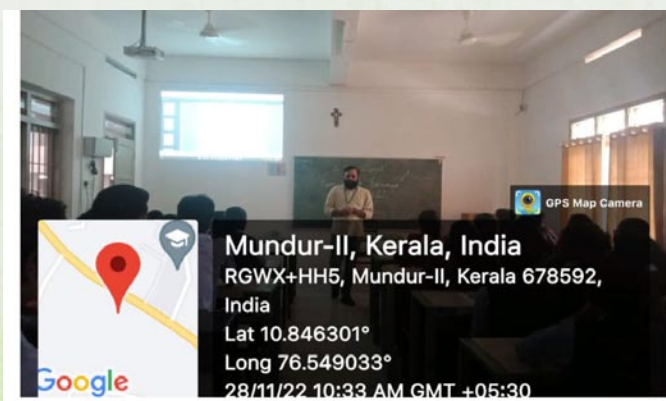 GPS Map Camera
Mundur-II, Kerala, India
RGWX+HH5, Mundur-II, Kerala 678592,
India
Lat 10.846301°
Long 76.549033°
28/11/22 10:33 AM GMT +05:30
Google